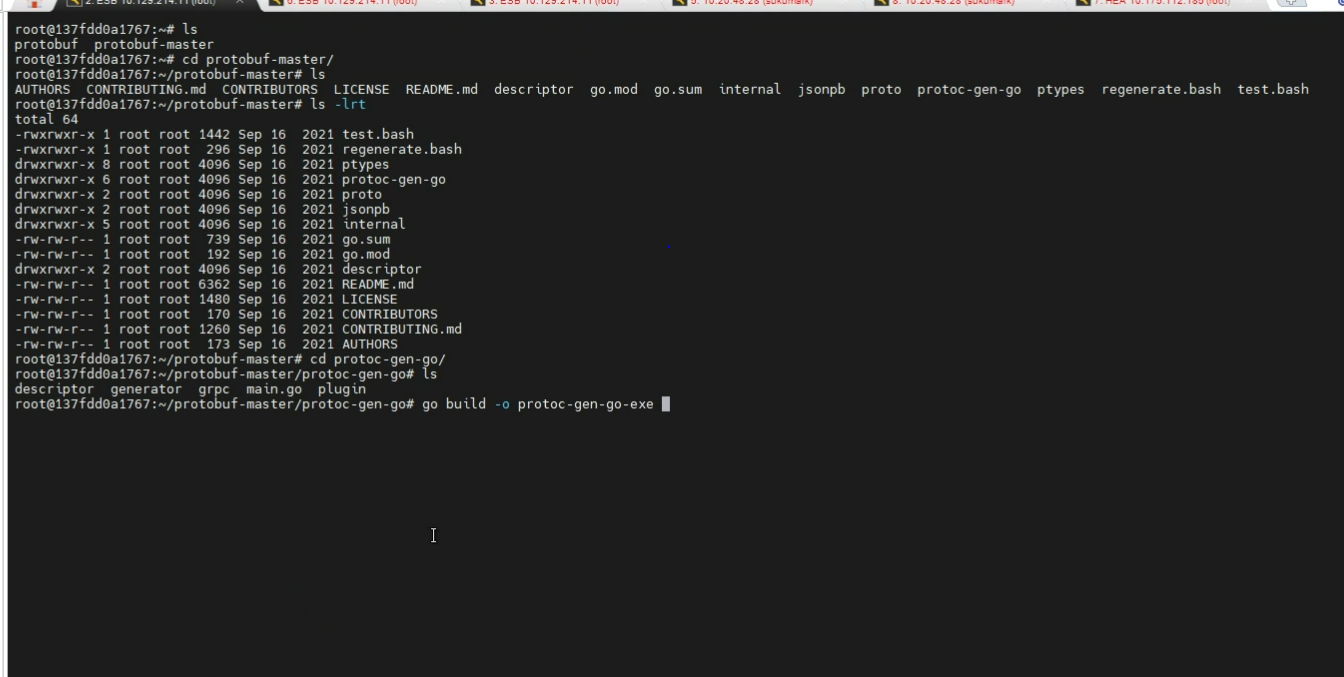 2. ESB 10.129.214.11 (root) 6. ESB 10.129.214.11 (root) 3. ESB 10.129.214.11 (root) 5. 10.20.48.28 (sukumark) 8. 10.20.48.28 (sukumark) 7. HEA 10.175.112.185 (root)
root@137fdd0a1767:~# ls
protobuf  protobuf-master
root@137fdd0a1767:~# cd protobuf-master/
root@137fdd0a1767:~/protobuf-master# ls
AUTHORS  CONTRIBUTING.md  CONTRIBUTORS  LICENSE  README.md  descriptor  go.mod  go.sum  internal  jsonpb  proto  protoc-gen-go  ptypes  regenerate.bash  test.bash
root@137fdd0a1767:~/protobuf-master# ls -lrt
total 64
-rwxrwxr-x 1 root root 1442 Sep 16  2021 test.bash
-rwxrwxr-x 1 root root  296 Sep 16  2021 regenerate.bash
drwxrwxr-x 8 root root 4096 Sep 16  2021 ptypes
drwxrwxr-x 6 root root 4096 Sep 16  2021 protoc-gen-go
drwxrwxr-x 2 root root 4096 Sep 16  2021 proto
drwxrwxr-x 2 root root 4096 Sep 16  2021 jsonpb
drwxrwxr-x 5 root root 4096 Sep 16  2021 internal
-rw-rw-r-- 1 root root  739 Sep 16  2021 go.sum
-rw-rw-r-- 1 root root  192 Sep 16  2021 go.mod
drwxrwxr-x 2 root root 4096 Sep 16  2021 descriptor
-rw-rw-r-- 1 root root 6362 Sep 16  2021 README.md
-rw-rw-r-- 1 root root 1480 Sep 16  2021 LICENSE
-rw-rw-r-- 1 root root  170 Sep 16  2021 CONTRIBUTORS
-rw-rw-r-- 1 root root 1260 Sep 16  2021 CONTRIBUTING.md
-rw-rw-r-- 1 root root  173 Sep 16  2021 AUTHORS
root@137fdd0a1767:~/protobuf-master# cd protoc-gen-go/
root@137fdd0a1767:~/protobuf-master/protoc-gen-go# ls
descriptor  generator  grpc  main.go  plugin
root@137fdd0a1767:~/protobuf-master/protoc-gen-go# go build -o protoc-gen-go-exe